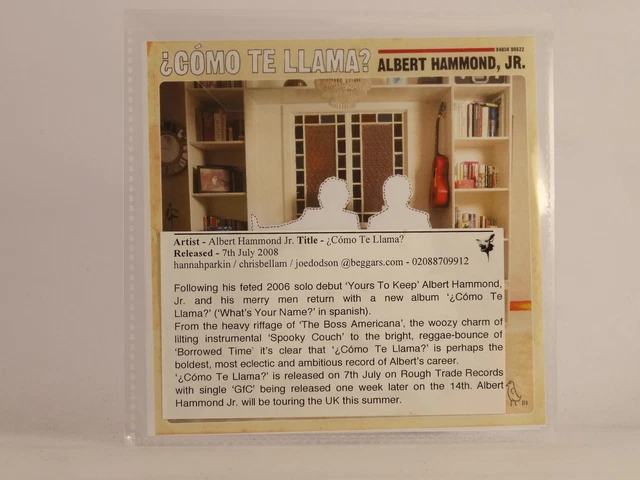 ¿CÓMO TE LLAMA?
ALBERT HAMMOND, JR.
Artist - Albert Hammond Jr. Title - ¿Cómo Te Llama?
Released - 7th July 2008
hannahparkin / chrisbellam / joedodson @beggars.com - 02088709912
Following his feted 2006 solo debut ‘Yours To Keep’ Albert Hammond,
Jr. and his merry men return with a new album ‘¿Cómo Te
Llama?’ (‘What’s Your Name?’ in spanish).
From the heavy riffage of ‘The Boss Americana’, the woozy charm of
lilting instrumental ‘Spooky Couch’ to the bright, reggae-bounce of
‘Borrowed Time’ it’s clear that ‘¿Cómo Te Llama?’ is perhaps the
boldest, most eclectic and ambitious record of Albert’s career.
‘¿Cómo Te Llama?’ is released on 7th July on Rough Trade Records
with single ‘GfC’ being released one week later on the 14th. Albert
Hammond Jr. will be touring the UK this summer.